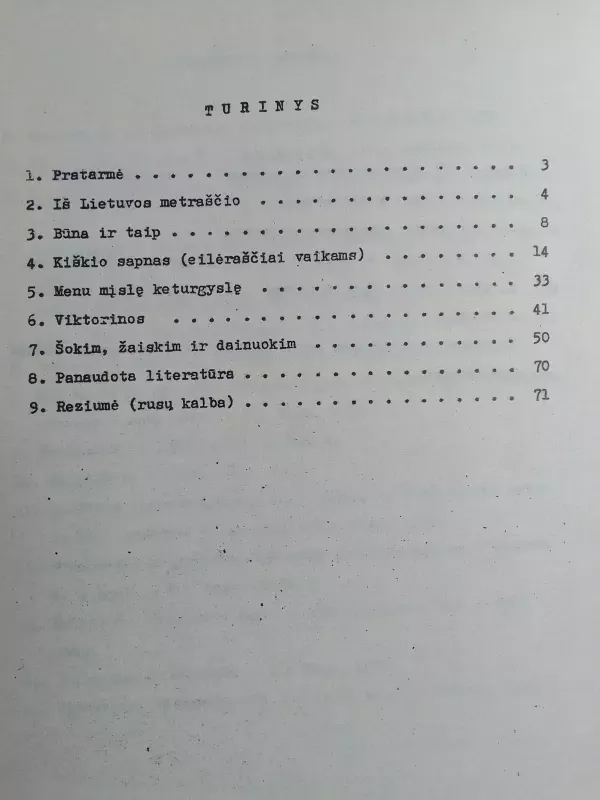 T U R I N Y S
1. Pratarmė . . . . . . . . . . . . . . . . . . . . . . 3
2. Iš Lietuvos metraščio . . . . . . . . . . . . . . . 4
3. Būna ir taip . . . . . . . . . . . . . . . . . . . . 8
4. Kiškio sapnas (eilėraščiai vaikams) . . . . . . . . 14
5. Menu mįslę keturgyslę . . . . . . . . . . . . . . . 33
6. Viktorinos . . . . . . . . . . . . . . . . . . . . 41
7. Šokim, žaiskim ir dainuokim . . . . . . . . . . . . 50
8. Panaudota literatūra . . . . . . . . . . . . . . . . 70
9. Reziumė (rusų kalba) . . . . . . . . . . . . . . . . 71